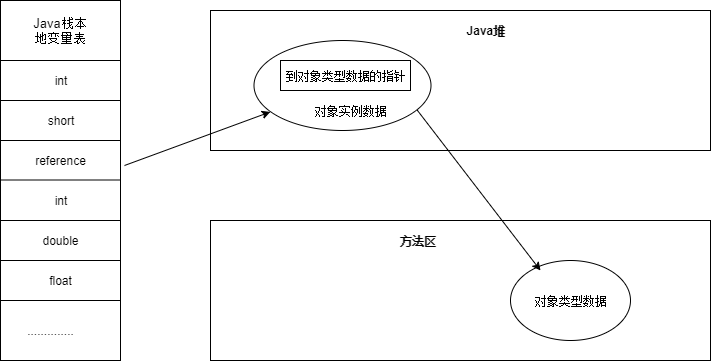 Java栈本
地变量表
int
short
reference
int
double
float
..............
Java堆
到对象类型数据的指针
对象实例数据
方法区
对象类型数据